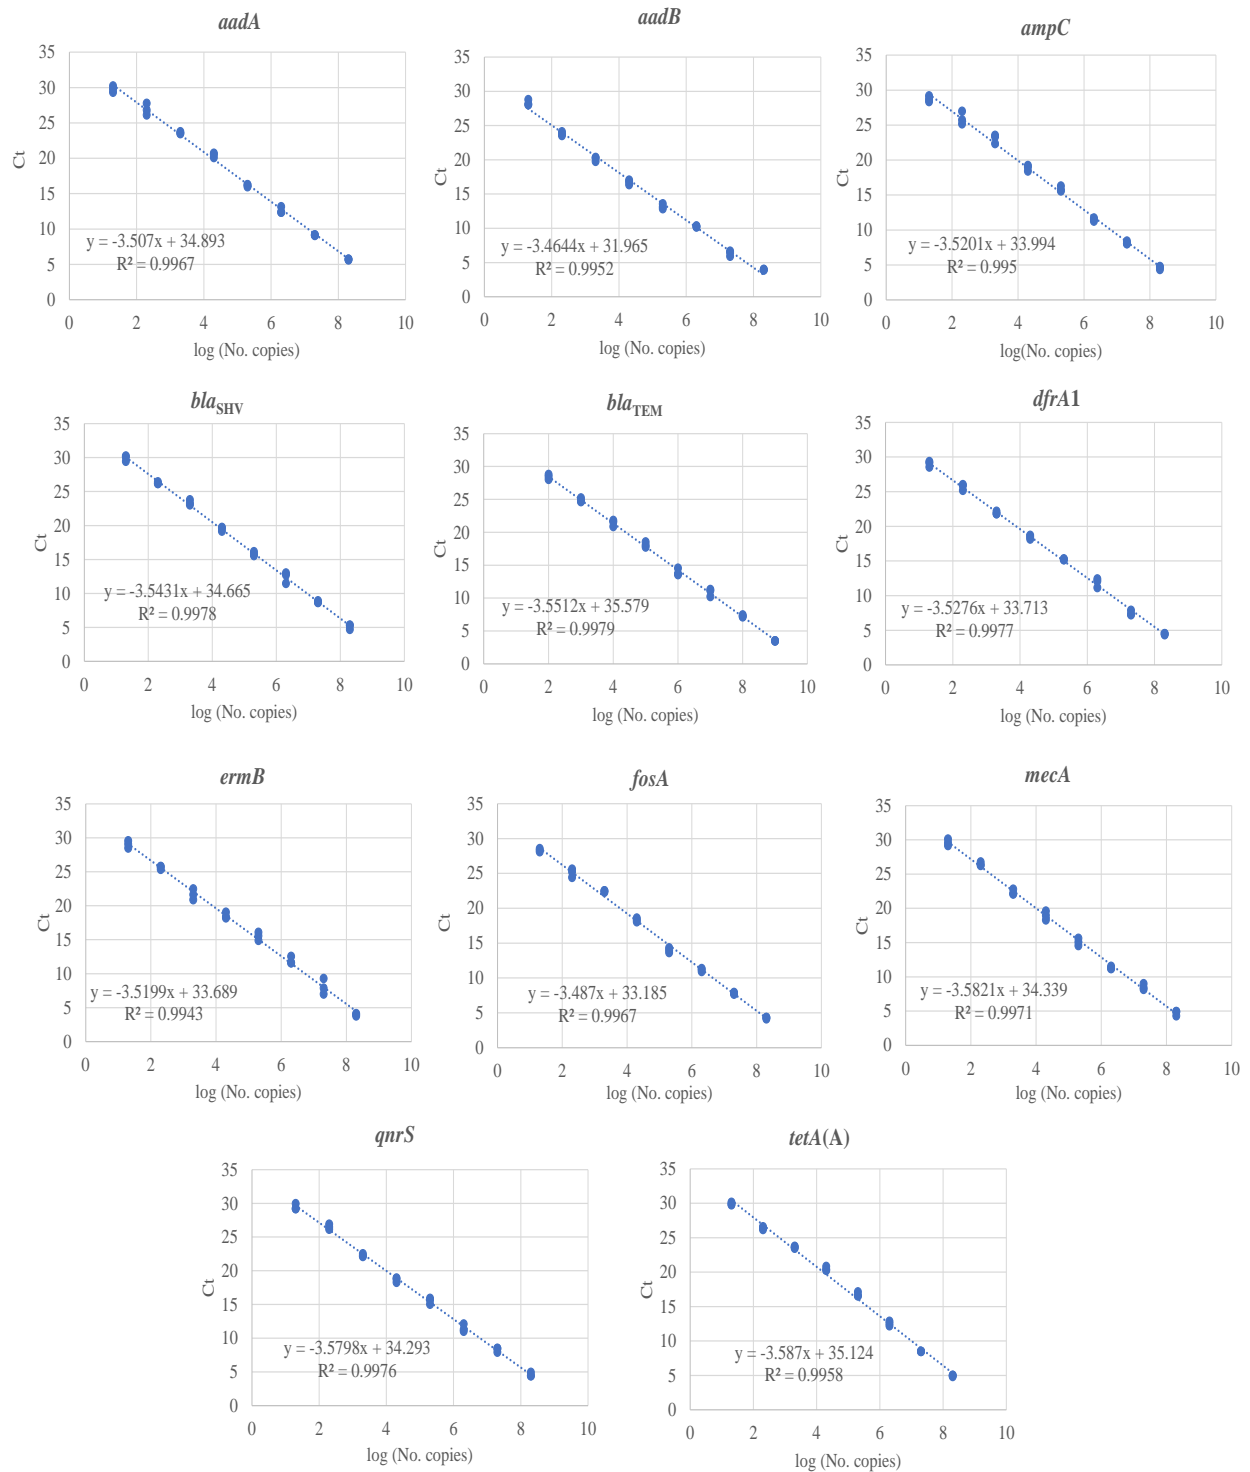 aadA
35
30
25
20
15
10
5
0
Ct
y = -3.507x + 34.893
R² = 0.9967
0 2 4 6 8 10
log (No. copies)
aadB
35
30
25
20
15
10
5
0
Ct
y = -3.4644x + 31.965
R² = 0.9952
0 2 4 6 8 10
log (No. copies)
ampC
35
30
25
20
15
10
5
0
Ct
y = -3.5201x + 33.994
R² = 0.995
0 2 4 6 8 10
log(No. copies)
blaSHV
35
30
25
20
15
10
5
0
Ct
y = -3.5431x + 34.665
R² = 0.9978
0 2 4 6 8 10
log (No. copies)
blaTEM
35
30
25
20
15
10
5
0
Ct
y = -3.5512x + 35.579
R² = 0.9979
0 2 4 6 8 10
log (No. copies)
dfrA1
35
30
25
20
15
10
5
0
Ct
y = -3.5276x + 33.713
R² = 0.9977
0 2 4 6 8 10
log (No. copies)
ermB
35
30
25
20
15
10
5
0
Ct
y = -3.5199x + 33.689
R² = 0.9943
0 2 4 6 8 10
log (No. copies)
fosA
35
30
25
20
15
10
5
0
Ct
y = -3.487x + 33.185
R² = 0.9967
0 2 4 6 8 10
log (No. copies)
mecA
35
30
25
20
15
10
5
0
Ct
y = -3.5821x + 34.339
R² = 0.9971
0 2 4 6 8 10
log (No. copies)
qnrS
35
30
25
20
15
10
5
0
Ct
y = -3.5798x + 34.293
R² = 0.9976
0 2 4 6 8 10
log (No. copies)
tetA(A)
35
30
25
20
15
10
5
0
Ct
y = -3.587x + 35.124
R² = 0.9958
0 2 4 6 8 10
log (No. copies)